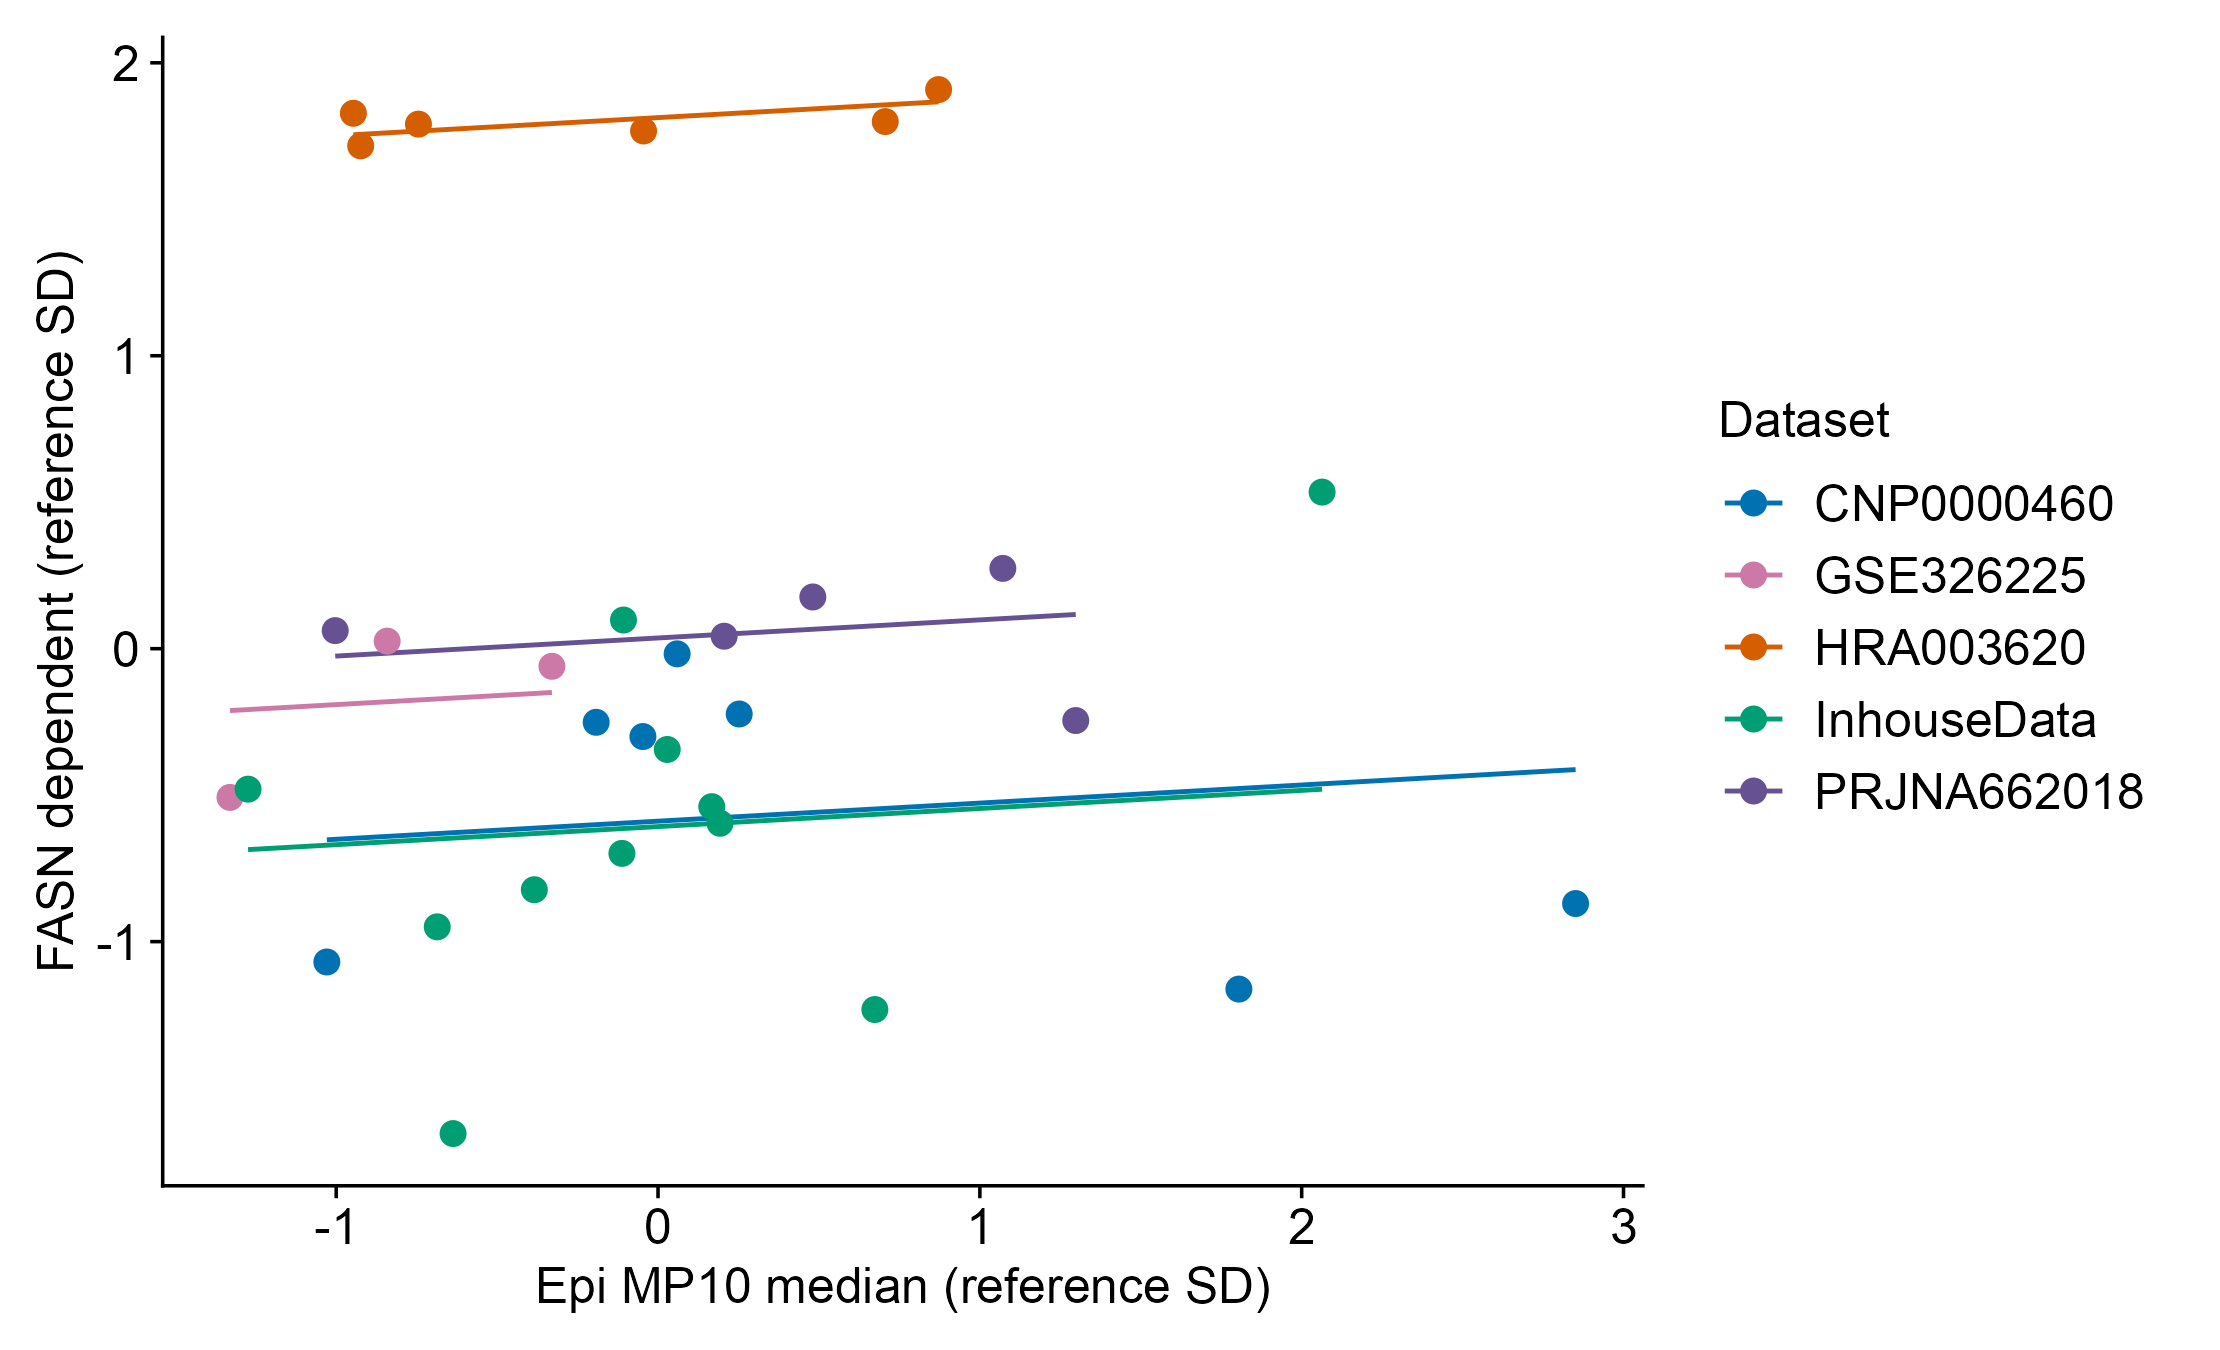 FASN dependent (reference SD)
2
1
0
-1
-1
0
1
2
3
Epi MP10 median (reference SD)
Dataset
CNP0000460
GSE326225
HRA003620
InhouseData
PRJNA662018